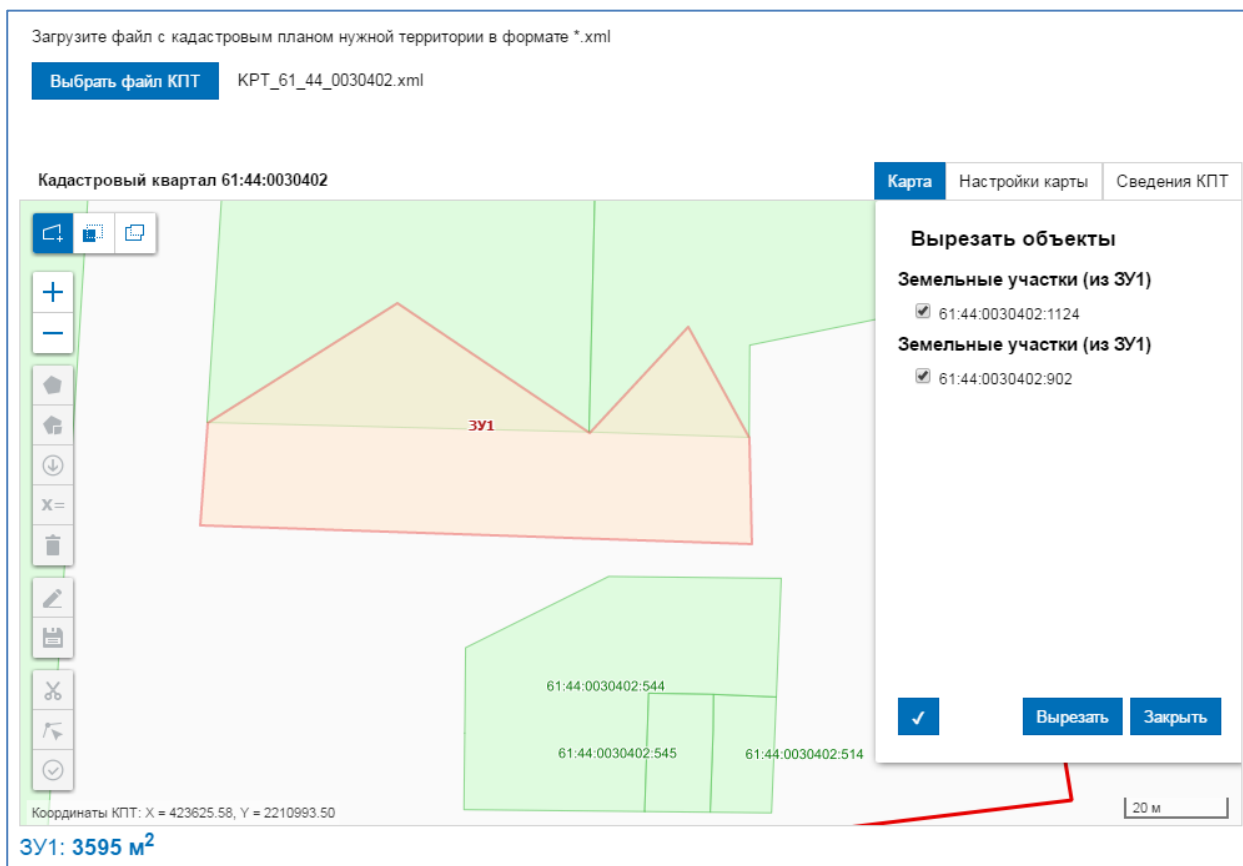 Загрузите файл с кадастровым планом нужной территории в формате *.xml
Выбрать файл КПТ KPT_61_44_0030402.xml
Кадастровый квартал 61:44:0030402
Карта Настройки карты Сведения КПТ
Вырезать объекты
Земельные участки (из ЗУ1)
61:44:0030402:1124
Земельные участки (из ЗУ1)
61:44:0030402:902
ЗУ1
X=
61:44:0030402:544
61:44:0030402:545
61:44:0030402:514
Вырезать Закрыть
Координаты КПТ: X = 423625.58, Y = 2210993.50
20 м
ЗУ1: 3595 м²